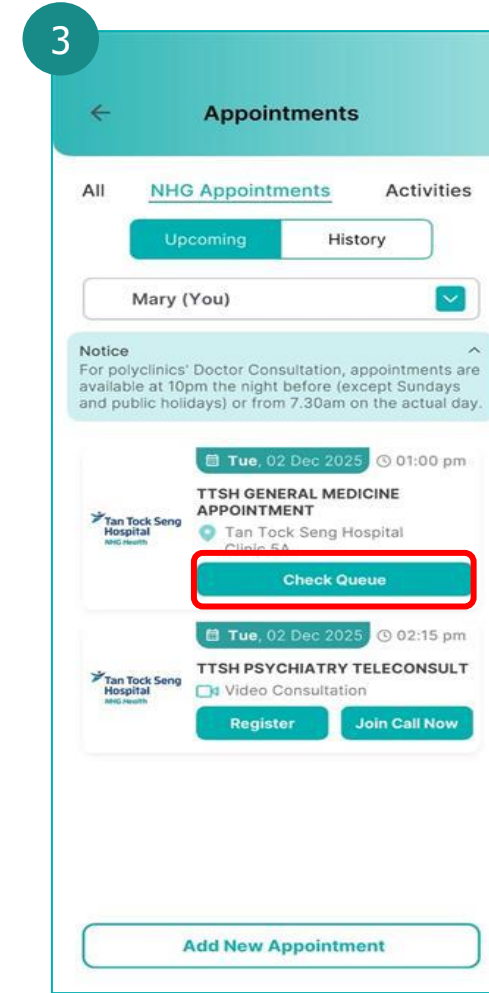 3
Appointments
All NHG Appointments Activities
Upcoming History
Mary (You)
Notice
For polyclinics' Doctor Consultation, appointments are
available at 10pm the night before (except Sundays
and public holidays) or from 7.30am on the actual day.
Tue, 02 Dec 2025 01:00 pm
TTSH GENERAL MEDICINE
APPOINTMENT
Tan Tock Seng
Hospital
NHG Health
Tan Tock Seng Hospital
Clinic 5A
Check Queue
Tue, 02 Dec 2025 02:15 pm
TTSH PSYCHIATRY TELECONSULT
Tan Tock Seng
Hospital
NHG Health
Video Consultation
Register Join Call Now
Add New Appointment